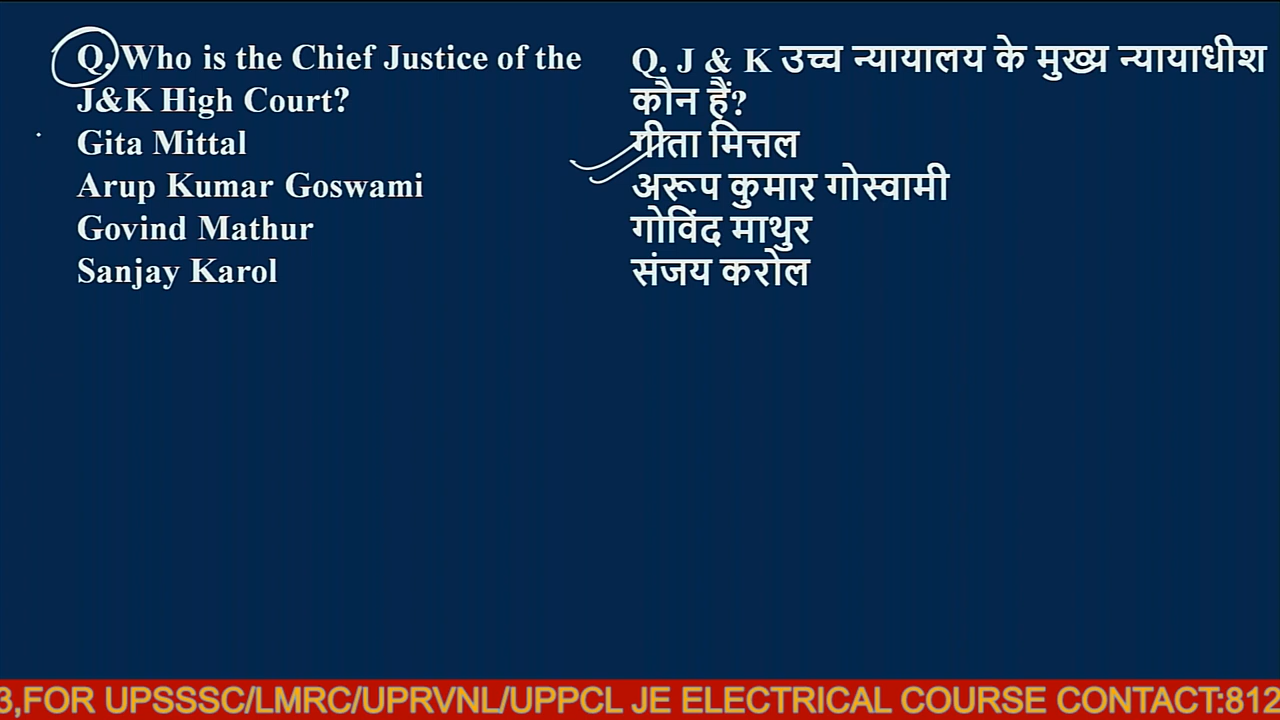 Q. Who is the Chief Justice of the
J&K High Court?
Gita Mittal
Arup Kumar Goswami
Govind Mathur
Sanjay Karol
Q. J & K उच्च न्यायालय के मुख्य न्यायाधीश
कौन हैं?
गीता मित्तल
अरूप कुमार गोस्वामी
गोविंद माथुर
संजय करोल
3,FOR UPSSSC/LMRC/UPRVNL/UPPCL JE ELECTRICAL COURSE CONTACT:812